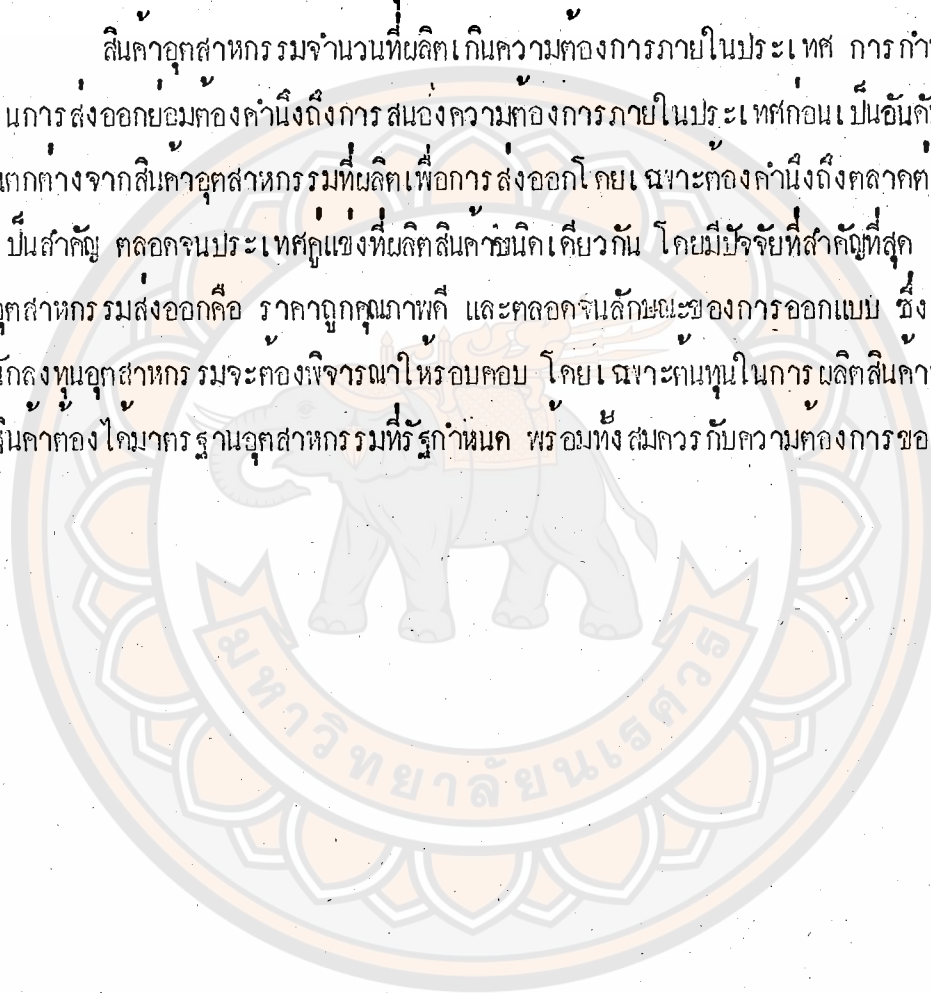 สินค้าอุตสาหกรรมจำนวนที่ผลิตเกินความต้องการภายในประเทศ การกำ
นการส่งออกย่อมต้องคำนึงถึงการสนองความต้องการภายในประเทศก่อนเป็นอันดั
แตกต่างจากสินค้าอุตสาหกรรมที่ผลิตเพื่อการส่งออกโดยเฉพาะต้องคำนึงถึงตลาดต่
ป็นสำคัญ ตลอดจนประเทศคู่แข่งที่ผลิตสินค้าชนิดเดียวกัน โดยมีปัจจัยที่สำคัญที่สุด
อุตสาหกรรมส่งออกคือ ราคาถูกคุณภาพดี และตลอดจนลักษณะของการออกแบบ ซึ่ง
นักลงทุนอุตสาหกรรมจะต้องพิจารณาให้รอบคอบ โดยเฉพาะต้นทุนในการผลิตสินค้า
สินค้าต้องได้มาตรฐานอุตสาหกรรมที่รัฐกำหนด พร้อมทั้งสมควรกับความต้องการขอ
มหาวิทยาลัยนเรศวร